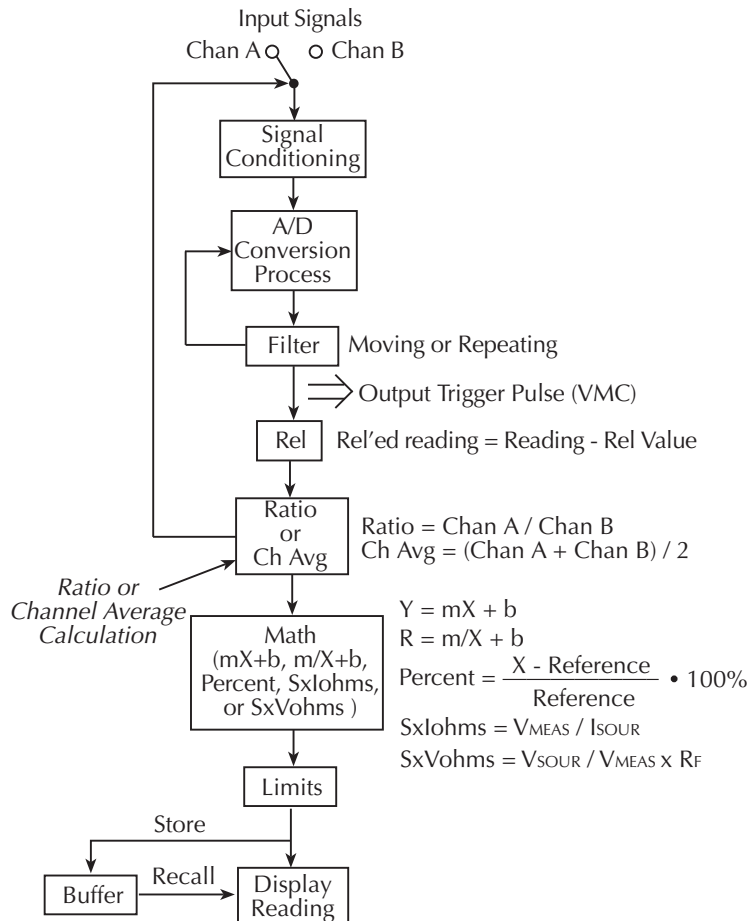 Input Signals
Chan A
Chan B
Signal
Conditioning
A/D
Conversion
Process
Filter
Moving or Repeating
Output Trigger Pulse (VMC)
Rel
Rel'ed reading = Reading - Rel Value
Ratio
or
Ch Avg
Ratio = Chan A / Chan B
Ch Avg = (Chan A + Chan B) / 2
Ratio or
Channel Average
Calculation
Math
(mX+b, m/X+b,
Percent, SxIohms,
or SxVohms )
Y = mX + b
R = m/X + b
Percent = X - Reference
Reference
• 100%
SxIohms = VMEAS / ISOUR
SxVohms = VSOUR / VMEAS x RF
Limits
Store
Buffer
Recall
Display
Reading